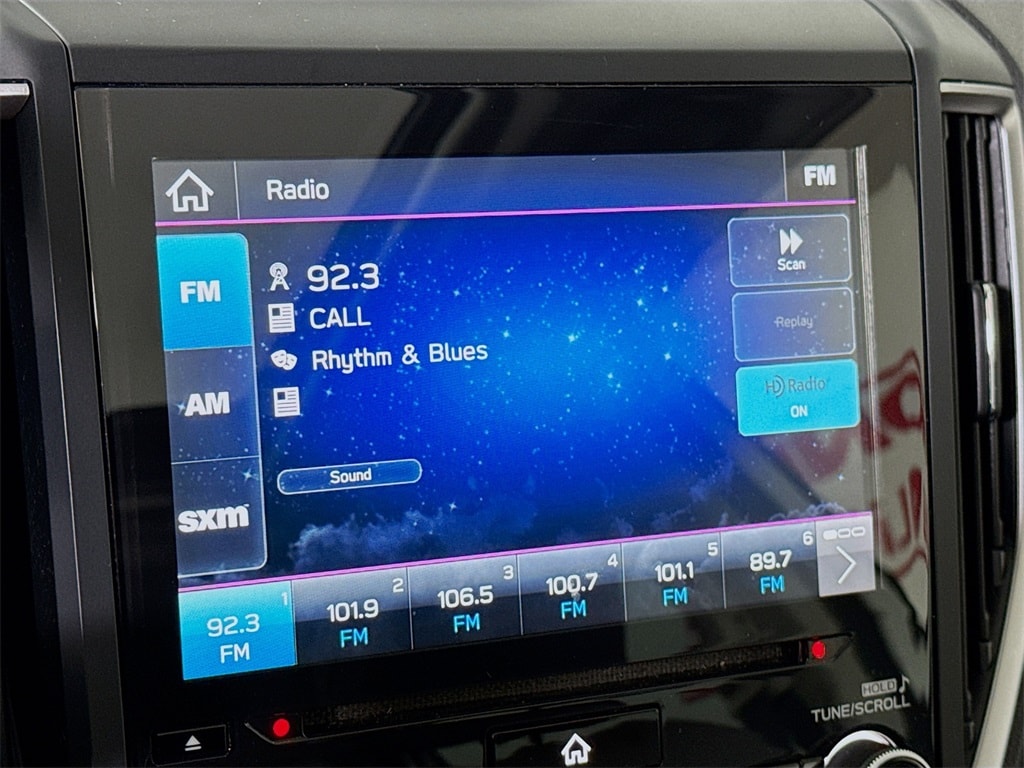 Radio
FM
FM
92.3
Scan
CALL
Replay
Rhythm & Blues
HD Radio
ON
AM
Sound
sxm
1
92.3
FM
2
101.9
FM
3
106.5
FM
4
100.7
FM
5
101.1
FM
6
89.7
FM
HOLD
TUNE/SCROLL